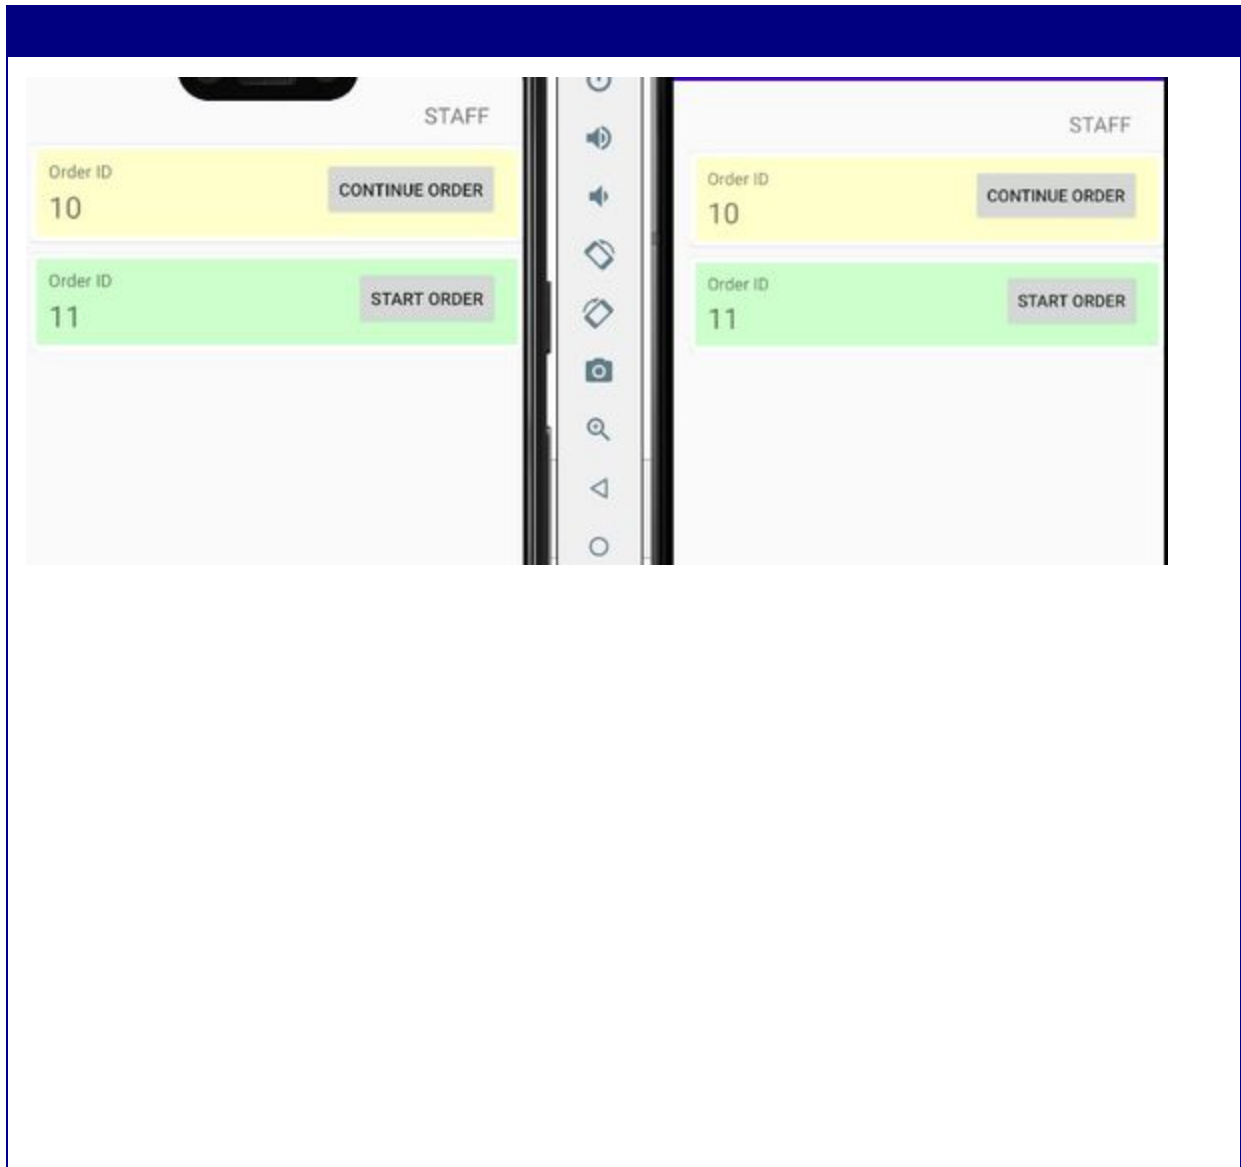 STAFF
Order ID
10
CONTINUE ORDER
Order ID
11
START ORDER
STAFF
Order ID
10
CONTINUE ORDER
Order ID
11
START ORDER